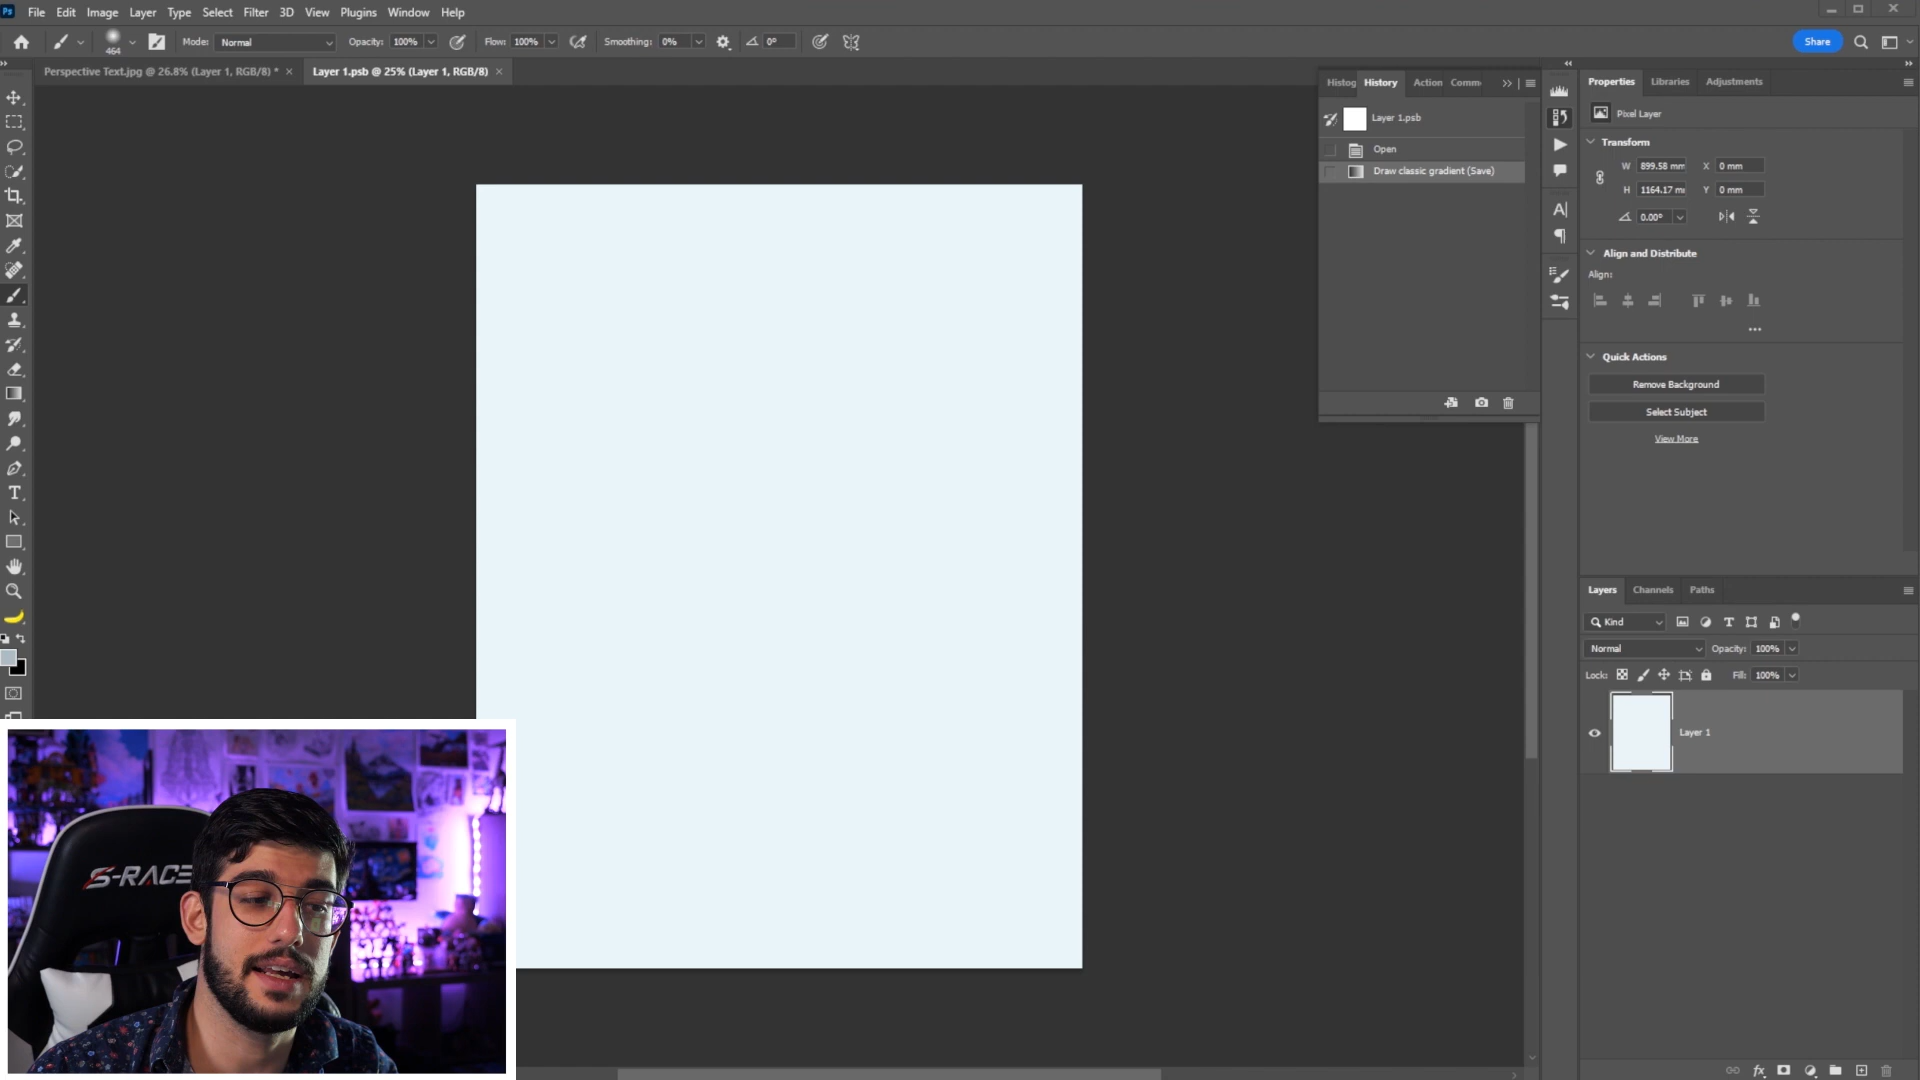 Ps File Edit Image Layer Type Select Filter 3D View Plugins Window Help
464 Mode: Normal Opacity: 100% Flow: 100% Smoothing: 0% 0° Share
Perspective Text.jpg @ 26.8% (Layer 1, RGB/8) * × Layer 1.psb @ 25% (Layer 1, RGB/8) ×
Histog History Action Comm
Layer 1.psb
Open
Draw classic gradient (Save)
Properties Libraries Adjustments
Pixel Layer
Transform
W 899.58 mm X 0 mm
H 1164.17 m Y 0 mm
0.00°
Align and Distribute
Align:
Quick Actions
Remove Background
Select Subject
View More
Layers Channels Paths
Kind
Normal Opacity: 100%
Lock: Fill: 100%
Layer 1
S-RACE